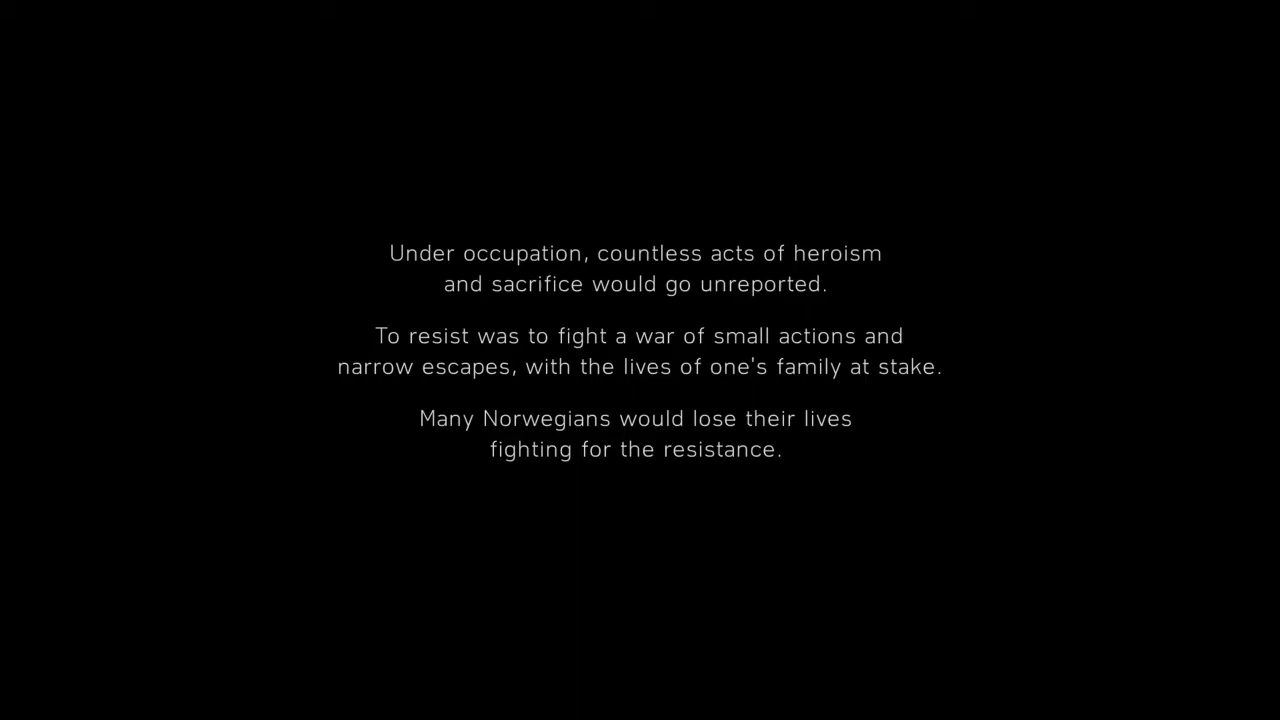 Under occupation, countless acts of heroism
and sacrifice would go unreported.
To resist was to fight a war of small actions and
narrow escapes, with the lives of one's family at stake.
Many Norwegians would lose their lives
fighting for the resistance.